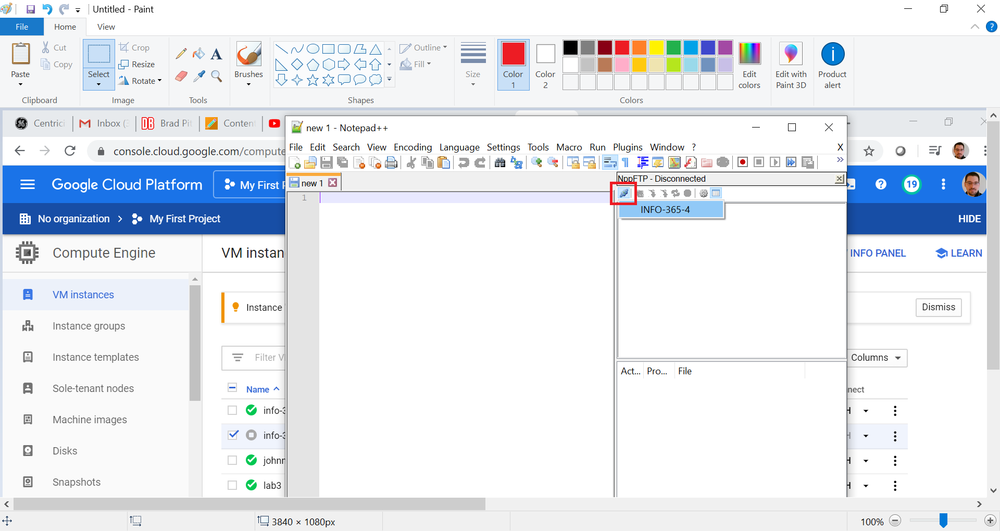 Untitled - Paint
File Home View
Cut
Copy
Paste
Clipboard
Select
Crop
Resize
Rotate
Image
A
Tools
Brushes
Shapes
Outline
Fill
Size
Color 1
Color 2
Colors
Edit colors
Edit with Paint 3D
Product alert
Inbox
Brad
Conten
new 1 - Notepad++
File Edit Search View Encoding Language Settings Tools Macro Run Plugins Window ? X
console.cloud.google.com/compute
new 1
NppFTP - Disconnected
INFO-365-4
1
Google Cloud Platform
My First
19
No organization > My First Project
HIDE
Compute Engine
VM instan
INFO PANEL
LEARN
VM instances
Instance groups
Instance templates
Sole-tenant nodes
Machine images
Disks
Snapshots
Instance
Dismiss
Filter
Columns
Name
nect
info-3
info-3
john
lab3
Act... Pro... File
3840 × 1080px
100%